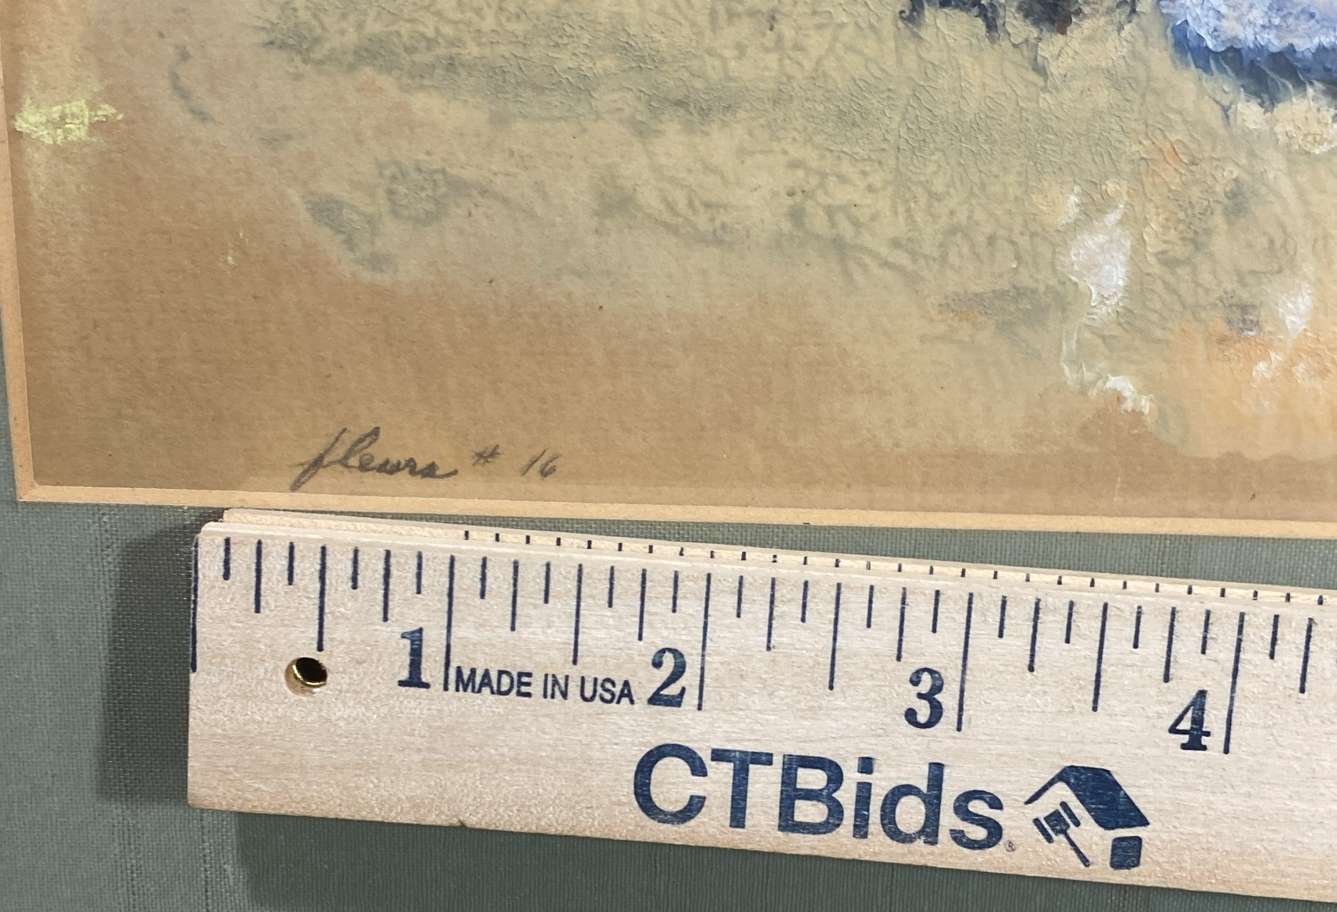 fleurs # 16
1 MADE IN USA 2 3 4
CTBids